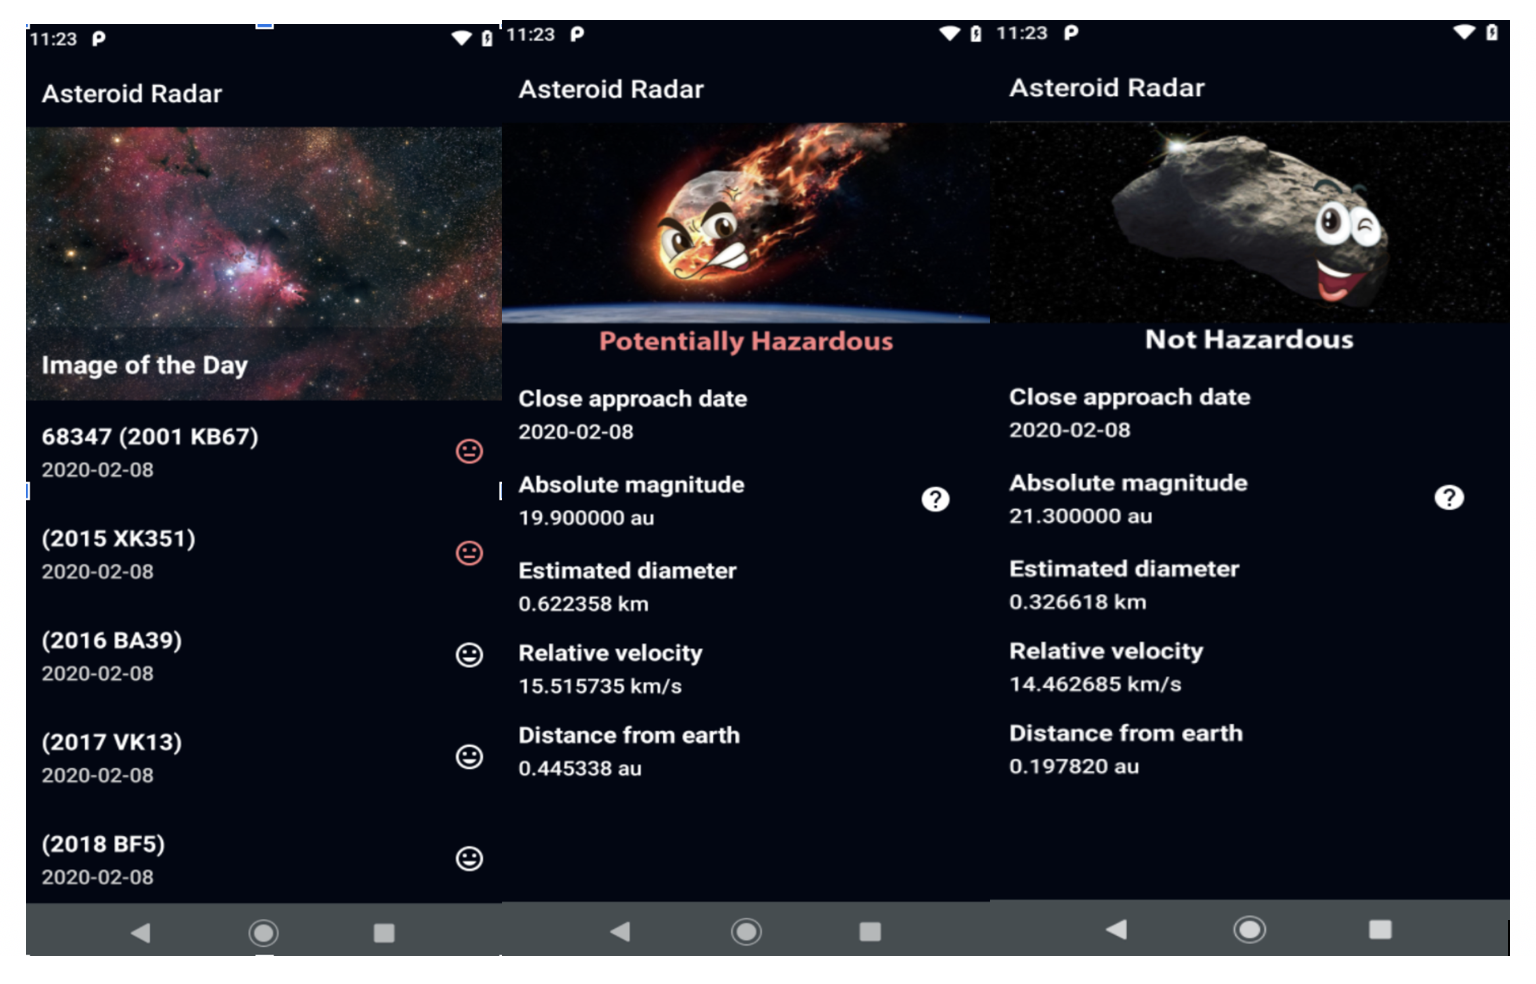 11:23
Asteroid Radar
Image of the Day
68347 (2001 KB67)
2020-02-08
(2015 XK351)
2020-02-08
(2016 BA39)
2020-02-08
(2017 VK13)
2020-02-08
(2018 BF5)
2020-02-08
11:23
Asteroid Radar
Potentially Hazardous
Close approach date
2020-02-08
Absolute magnitude
19.900000 au
?
Estimated diameter
0.622358 km
Relative velocity
15.515735 km/s
Distance from earth
0.445338 au
11:23
Asteroid Radar
Not Hazardous
Close approach date
2020-02-08
Absolute magnitude
21.300000 au
?
Estimated diameter
0.326618 km
Relative velocity
14.462685 km/s
Distance from earth
0.197820 au